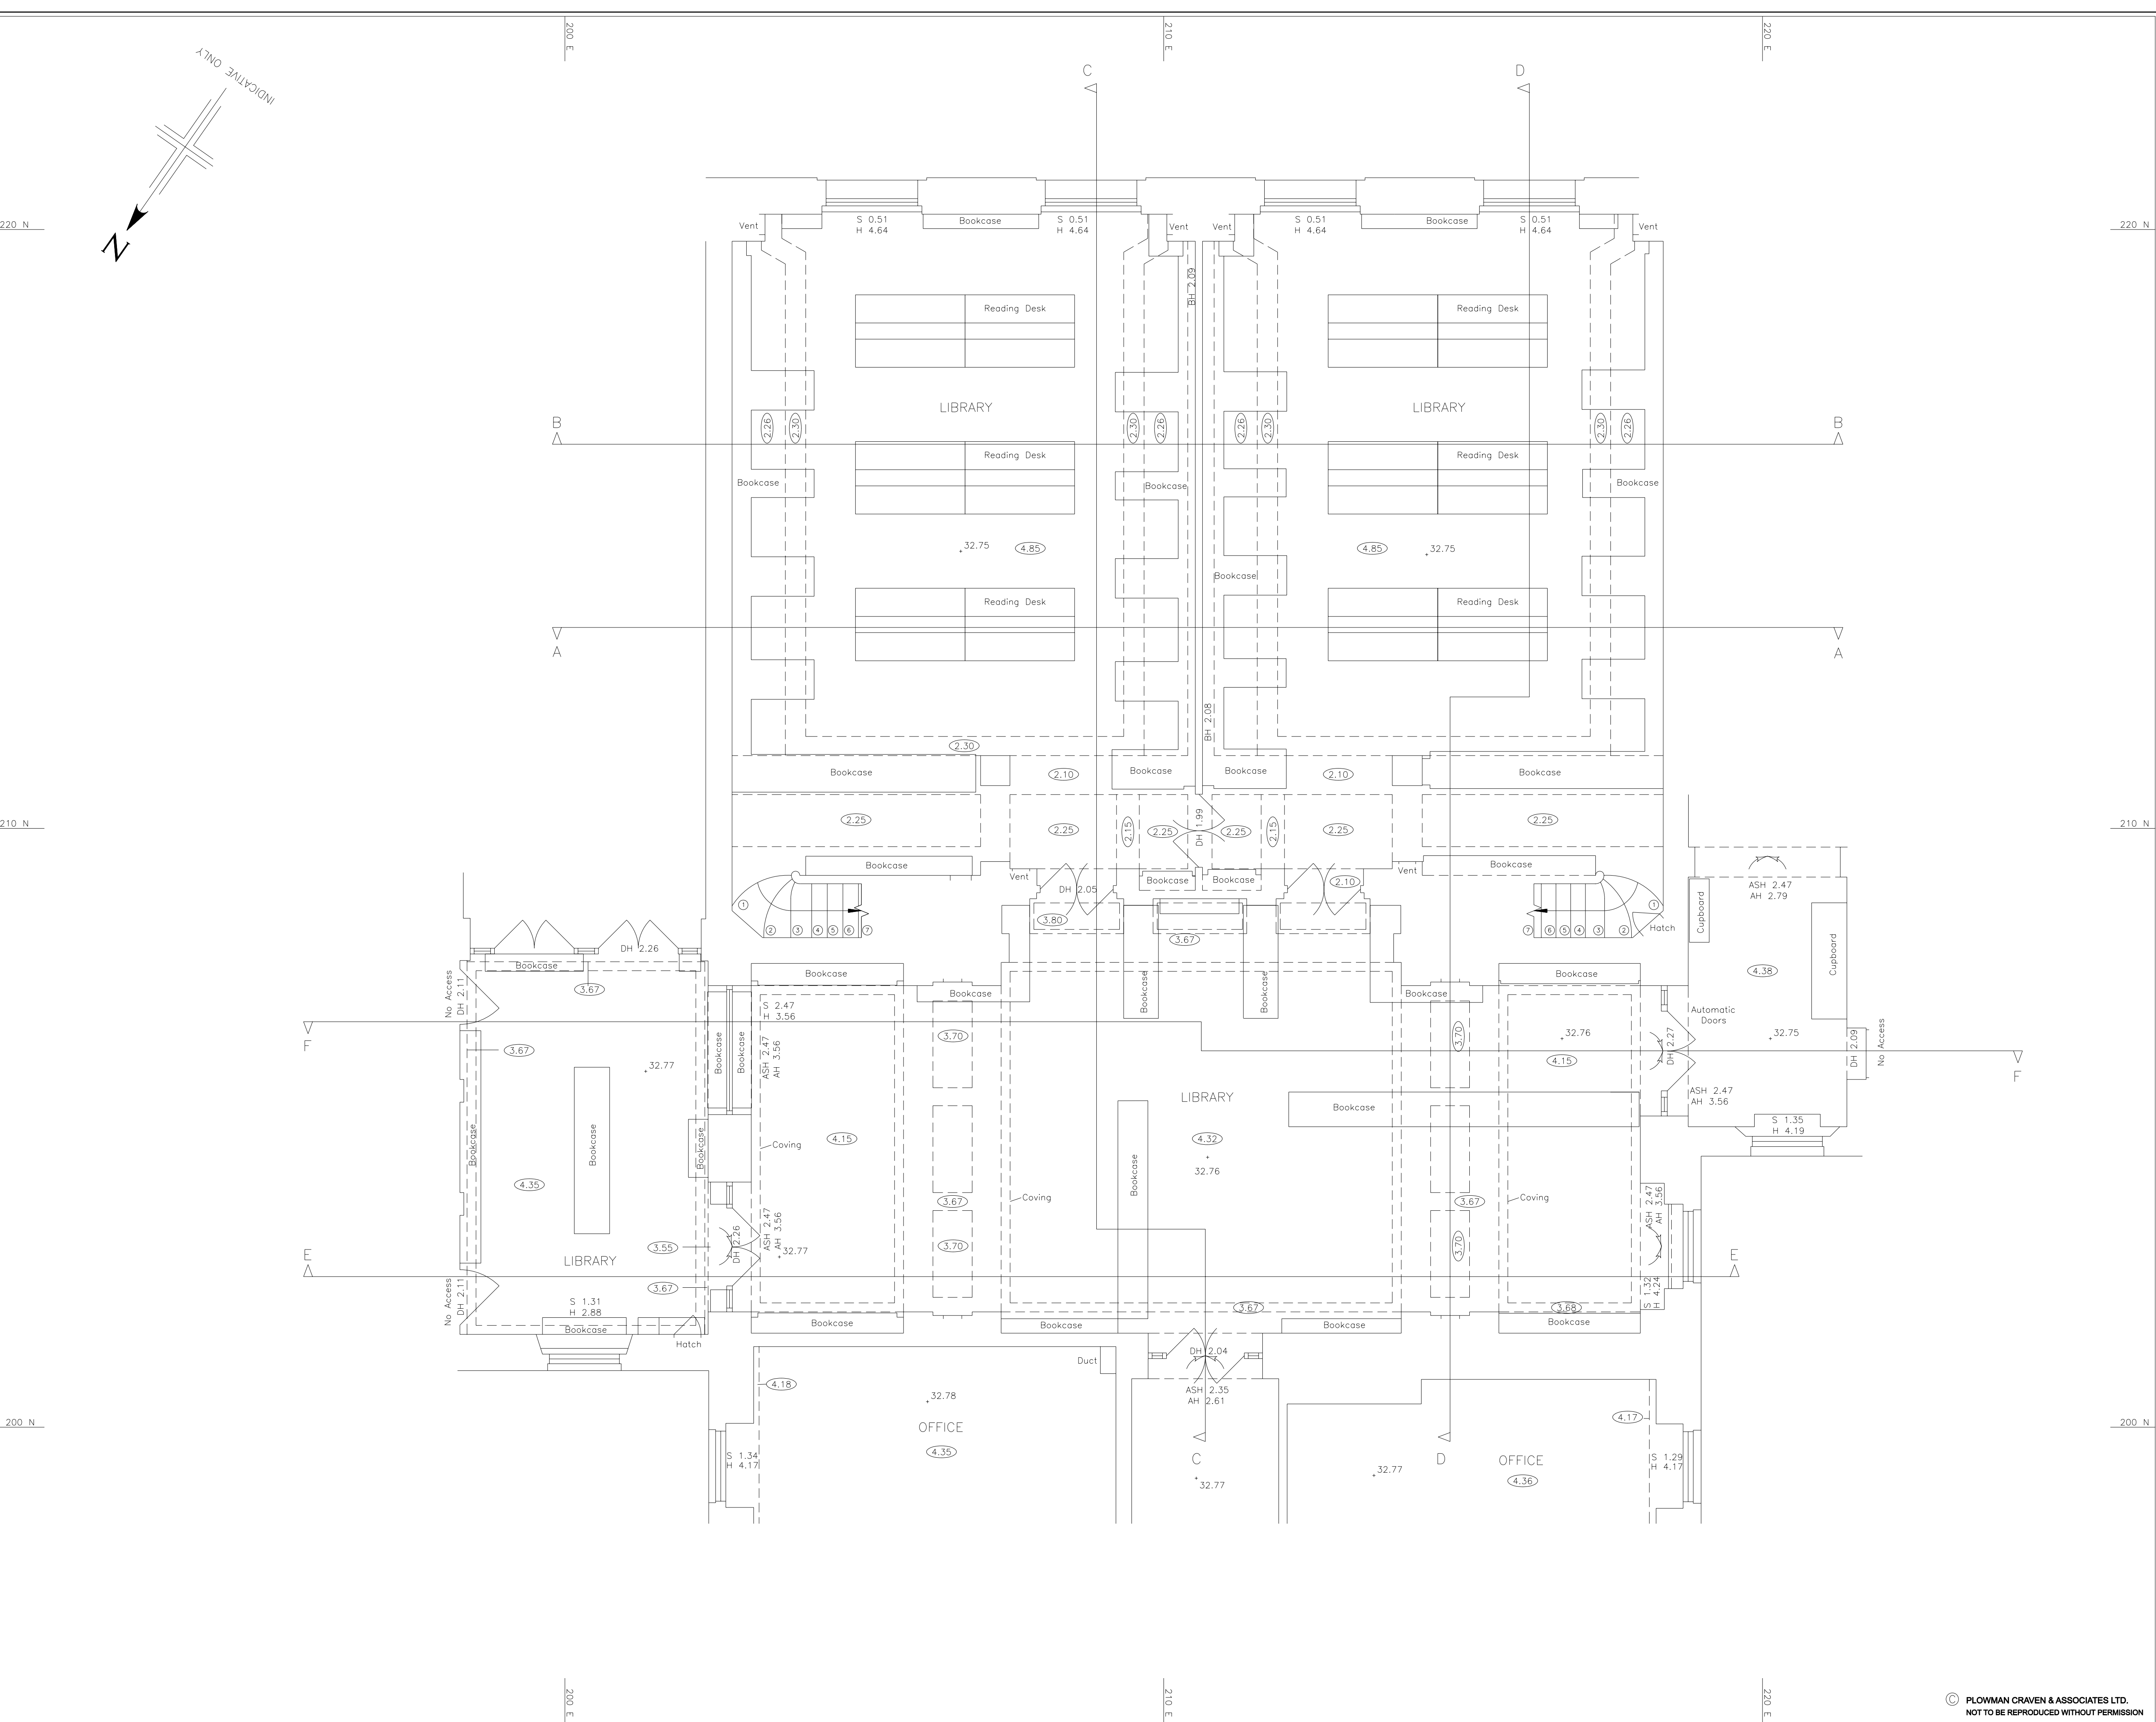 200 E
210 E
220 E
INDICATIVE ONLY
N
C
D
220 N
220 N
Vent
S 0.51
H 4.64
Bookcase
S 0.51
H 4.64
Vent
Vent
S 0.51
H 4.64
Bookcase
S 0.51
H 4.64
Vent
BH 2.09
Reading Desk
Reading Desk
LIBRARY
LIBRARY
B
2.26
2.30
2.30
2.26
2.26
2.30
2.30
2.26
B
Reading Desk
Reading Desk
Bookcase
Bookcase
Bookcase
32.75
4.85
4.85
32.75
Bookcase
Reading Desk
Reading Desk
A
A
BH 2.08
2.30
Bookcase
2.10
Bookcase
Bookcase
2.10
Bookcase
210 N
210 N
2.25
2.25
2.15
2.25
DH 1.99
2.25
2.15
2.25
2.25
Bookcase
Vent
DH 2.05
Bookcase
Bookcase
2.10
Vent
Bookcase
ASH 2.47
AH 2.79
1
2
3
4
5
6
7
3.80
3.67
7
6
5
4
3
2
1
Hatch
Cupboard
Cupboard
DH 2.26
Bookcase
3.67
No Access
DH 2.11
Bookcase
Bookcase
Bookcase
Bookcase
Bookcase
Bookcase
4.38
S 2.47
H 3.56
F
3.67
32.77
Bookcase
Bookcase
ASH 2.47
AH 3.56
3.70
3.70
32.76
4.15
DH 2.27
Automatic
Doors
32.75
DH 2.09
No Access
F
ASH 2.47
AH 3.56
LIBRARY
Bookcase
S 1.35
H 4.19
Bookcase
Bookcase
Bookcase
Coving
4.15
4.32
32.76
Bookcase
4.35
Coving
3.67
3.67
Coving
ASH 2.47
AH 3.56
E
LIBRARY
3.55
DH 2.26
ASH 2.47
AH 3.56
32.77
3.70
3.70
E
No Access
DH 2.11
3.67
S 1.31
H 2.88
Bookcase
Hatch
3.67
3.68
S 1.32
H 4.24
Bookcase
Bookcase
Bookcase
Bookcase
DH 2.04
Duct
4.18
32.78
ASH 2.35
AH 2.61
4.17
200 N
200 N
OFFICE
4.35
S 1.34
H 4.17
C
32.77
D
32.77
OFFICE
4.36
S 1.29
H 4.17
200 E
210 E
220 E
© PLOWMAN CRAVEN & ASSOCIATES LTD.
NOT TO BE REPRODUCED WITHOUT PERMISSION